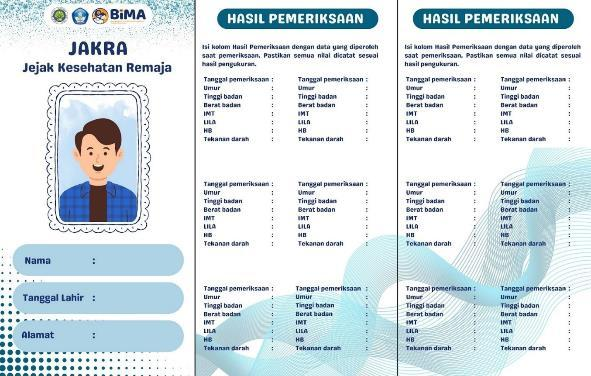 BiMA
JAKRA
Jejak Kesehatan Remaja
Nama :
Tanggal Lahir :
Alamat :
HASIL PEMERIKSAAN
Isi kolom Hasil Pemeriksaan dengan data yang diperoleh
saat pemeriksaan. Pastikan semua nilai dicatat sesuai
hasil pengukuran.
Tanggal pemeriksaan : Tanggal pemeriksaan :
Umur : Umur :
Tinggi badan : Tinggi badan :
Berat badan : Berat badan :
IMT : IMT :
LILA : LILA :
HB : HB :
Tekanan darah : Tekanan darah :
Tanggal pemeriksaan : Tanggal pemeriksaan :
Umur : Umur :
Tinggi badan : Tinggi badan :
Berat badan : Berat badan :
IMT : IMT :
LILA : LILA :
HB : HB :
Tekanan darah : Tekanan darah :
Tanggal pemeriksaan : Tanggal pemeriksaan :
Umur : Umur :
Tinggi badan : Tinggi badan :
Berat badan : Berat badan :
IMT : IMT :
LILA : LILA :
HB : HB :
Tekanan darah : Tekanan darah :
HASIL PEMERIKSAAN
Isi kolom Hasil Pemeriksaan dengan data yang diperoleh
saat pemeriksaan. Pastikan semua nilai dicatat sesuai
hasil pengukuran.
Tanggal pemeriksaan : Tanggal pemeriksaan :
Umur : Umur :
Tinggi badan : Tinggi badan :
Berat badan : Berat badan :
IMT : IMT :
LILA : LILA :
HB : HB :
Tekanan darah : Tekanan darah :
Tanggal pemeriksaan : Tanggal pemeriksaan :
Umur : Umur :
Tinggi badan : Tinggi badan :
Berat badan : Berat badan :
IMT : IMT :
LILA : LILA :
HB : HB :
Tekanan darah : Tekanan darah :
Tanggal pemeriksaan : Tanggal pemeriksaan :
Umur : Umur :
Tinggi badan : Tinggi badan :
Berat badan : Berat badan :
IMT : IMT :
LILA : LILA :
HB : HB :
Tekanan darah : Tekanan darah :